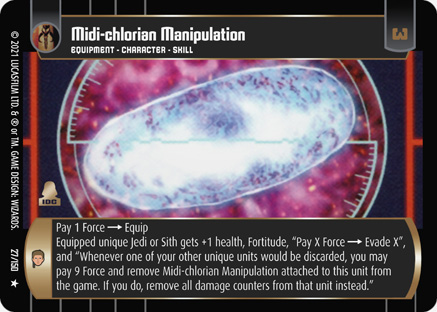 Midi-chlorian Manipulation
EQUIPMENT - CHARACTER - SKILL
Pay 1 Force → Equip
Equipped unique Jedi or Sith gets +1 health, Fortitude, “Pay X Force → Evade X”,
and “Whenever one of your other unique units would be discarded, you may
pay 9 Force and remove Midi-chlorian Manipulation attached to this unit from
the game. If you do, remove all damage counters from that unit instead.”
© 2021 LUCASFILM LTD. & ® or TM. GAME DESIGN: WIZARDS.
27/150 ★